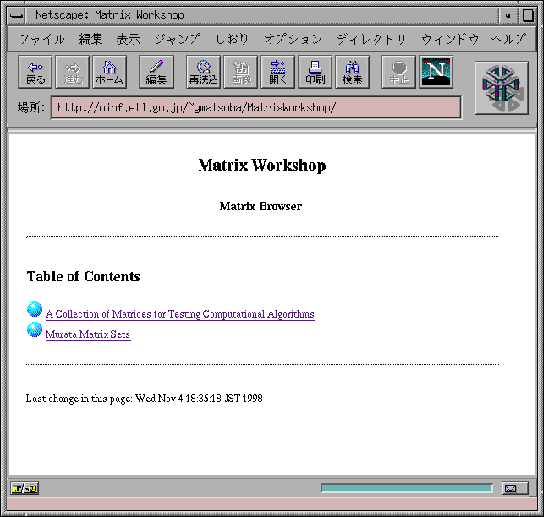 Netscape: Matrix Workshop
ファイル 編集 表示 ジャンプ しおり オプション ディレクトリ ウィンドウ ヘルプ
戻る 進む ホーム 編集 再読込 画像 開く 印刷 検索 中止 N
場所: http://ninf.etl.go.jp/~ymatsuba/MatrixWorkshop/
Matrix Workshop
Matrix Browser
Table of Contents
A Collection of Matrices for Testing Computational Algorithms
Murata Matrix Sets
Last change in this page: Wed Nov 4 18:35:18 JST 1998